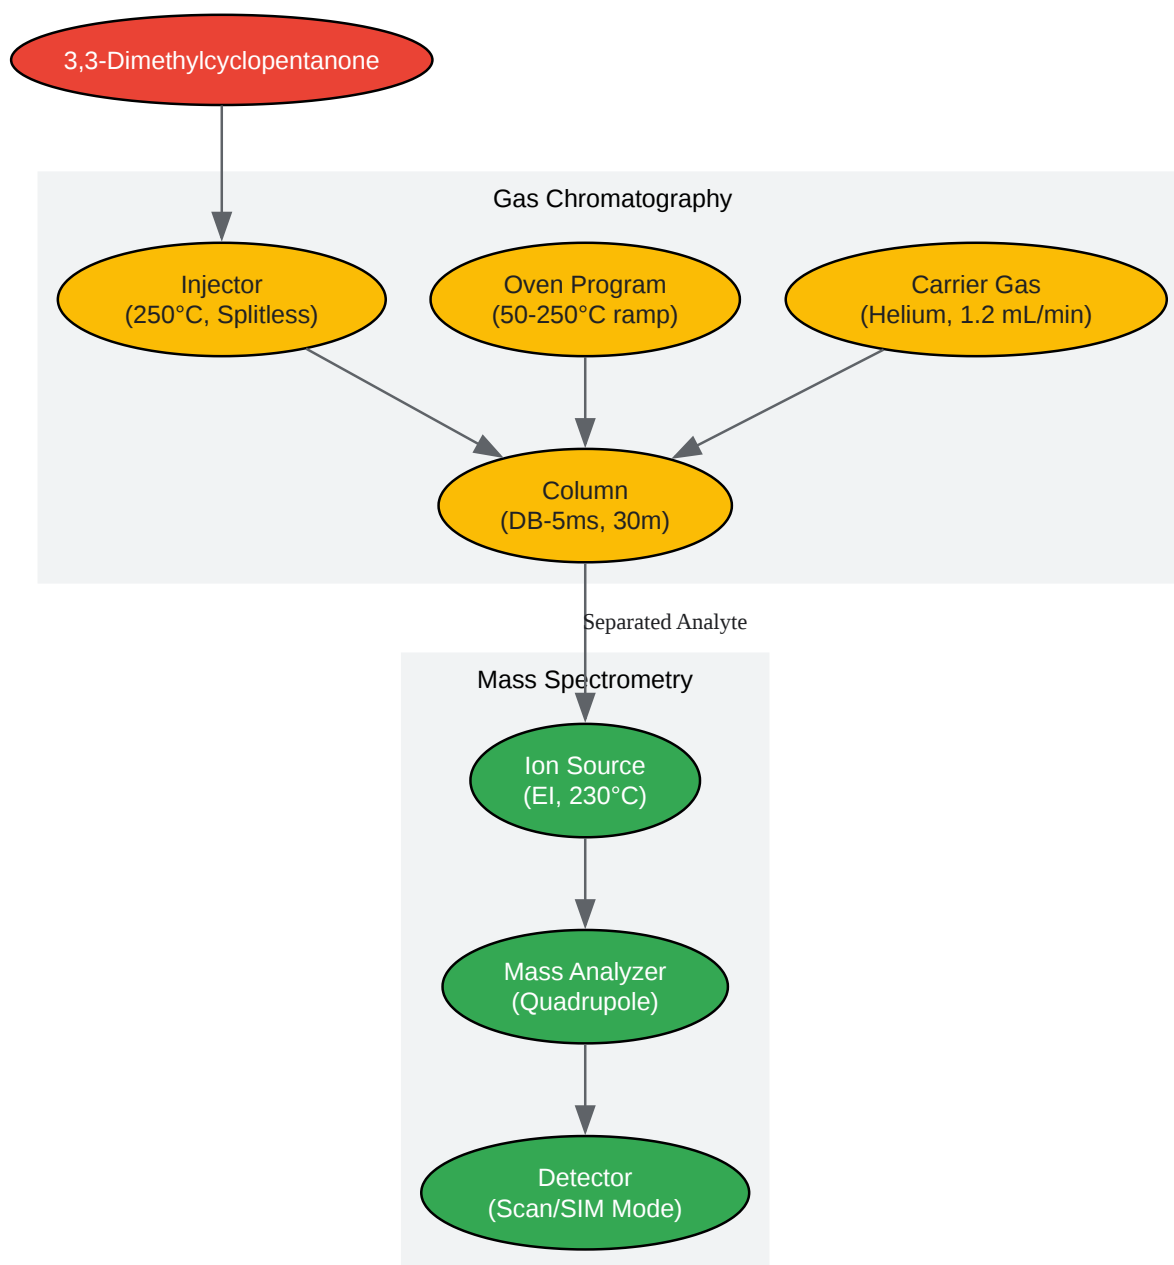 3,3-Dimethylcyclopentanone
Gas Chromatography
Injector
(250°C, Splitless)
Oven Program
(50-250°C ramp)
Carrier Gas
(Helium, 1.2 mL/min)
Column
(DB-5ms, 30m)
Separated Analyte
Mass Spectrometry
Ion Source
(EI, 230°C)
Mass Analyzer
(Quadrupole)
Detector
(Scan/SIM Mode)